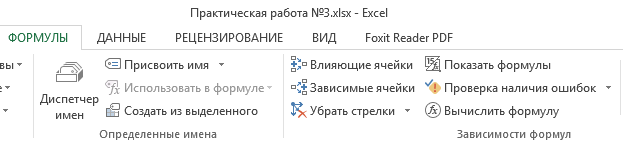 Практическая работа №3.xlsx - Excel
ФОРМУЛЫ ДАННЫЕ РЕЦЕНЗИРОВАНИЕ ВИД Foxit Reader PDF
Диспетчер имен
Присвоить имя
Использовать в формуле
Создать из выделенного
Определенные имена
Влияющие ячейки
Зависимые ячейки
Убрать стрелки
Показать формулы
Проверка наличия ошибок
Вычислить формулу
Зависимости формул